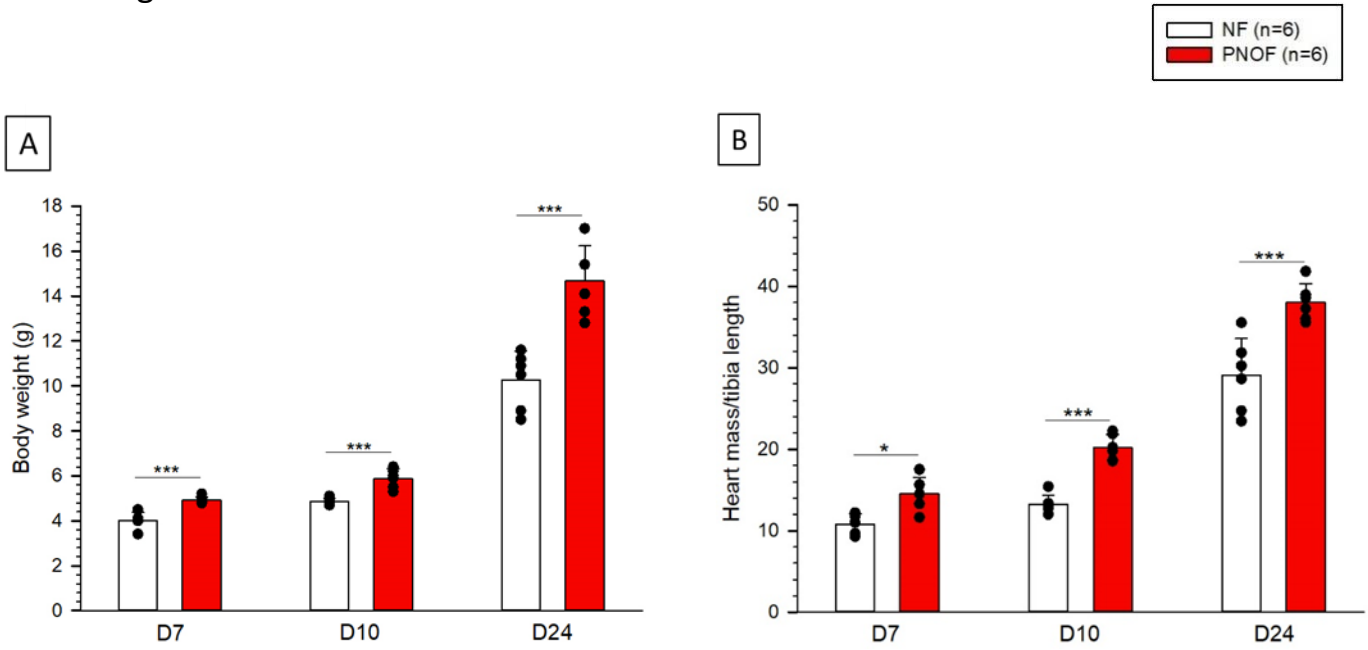 NF (n=6)
PNOF (n=6)
A
Body weight (g)
18
16
14
12
10
8
6
4
2
0
***
***
***
D7
D10
D24
B
Heart mass/tibia length
50
40
30
20
10
0
*
***
***
D7
D10
D24